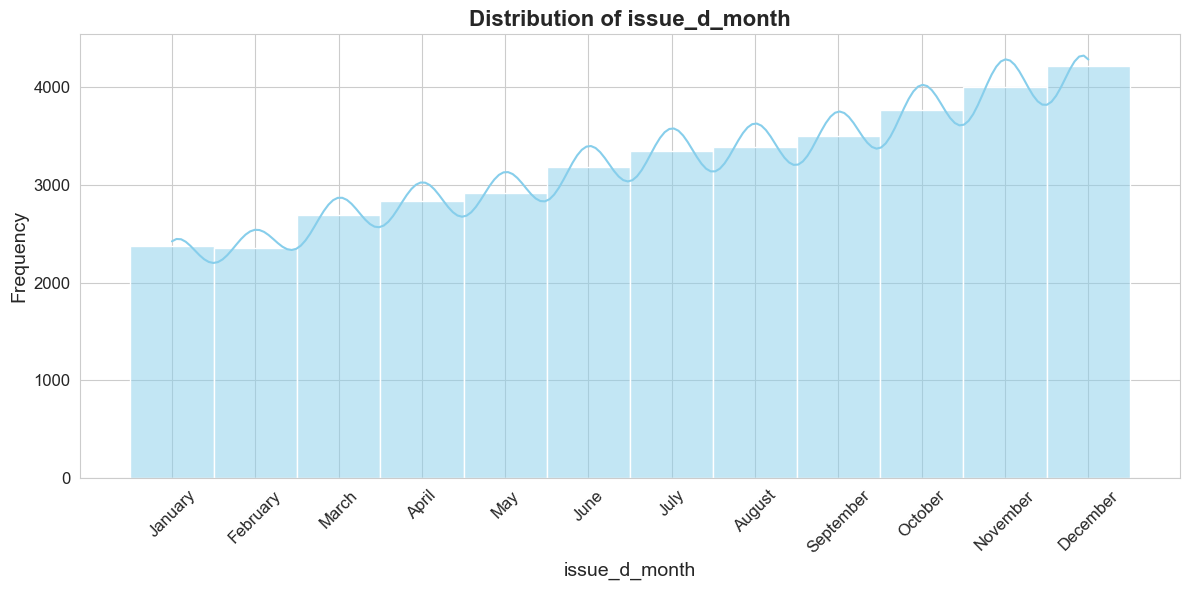 Distribution of issue_d_month
Frequency
4000
3000
2000
1000
0
January
February
March
April
May
June
July
August
September
October
November
December
issue_d_month